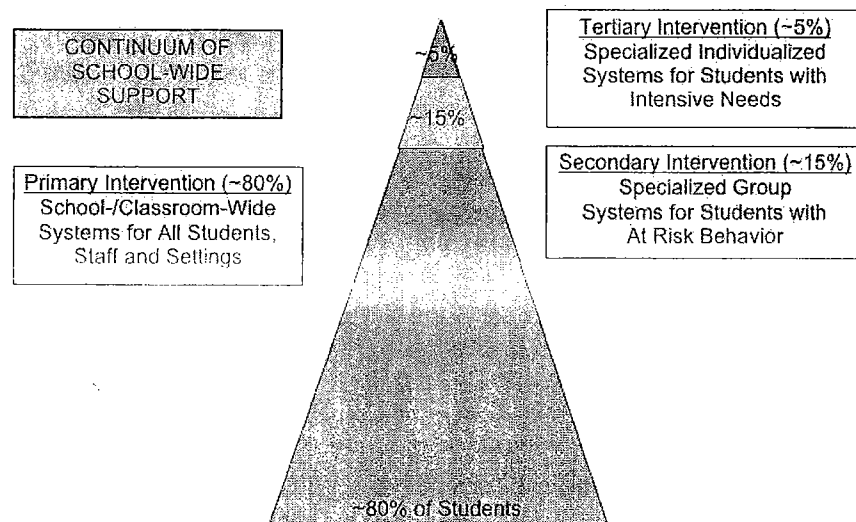 CONTINUUM OF
SCHOOL-WIDE
SUPPORT
~5%
Tertiary Intervention (~5%)
Specialized Individualized
Systems for Students with
Intensive Needs
~15%
Primary Intervention (~80%)
School-/Classroom-Wide
Systems for All Students,
Staff and Settings
Secondary Intervention (~15%)
Specialized Group
Systems for Students with
At Risk Behavior
~80% of Students